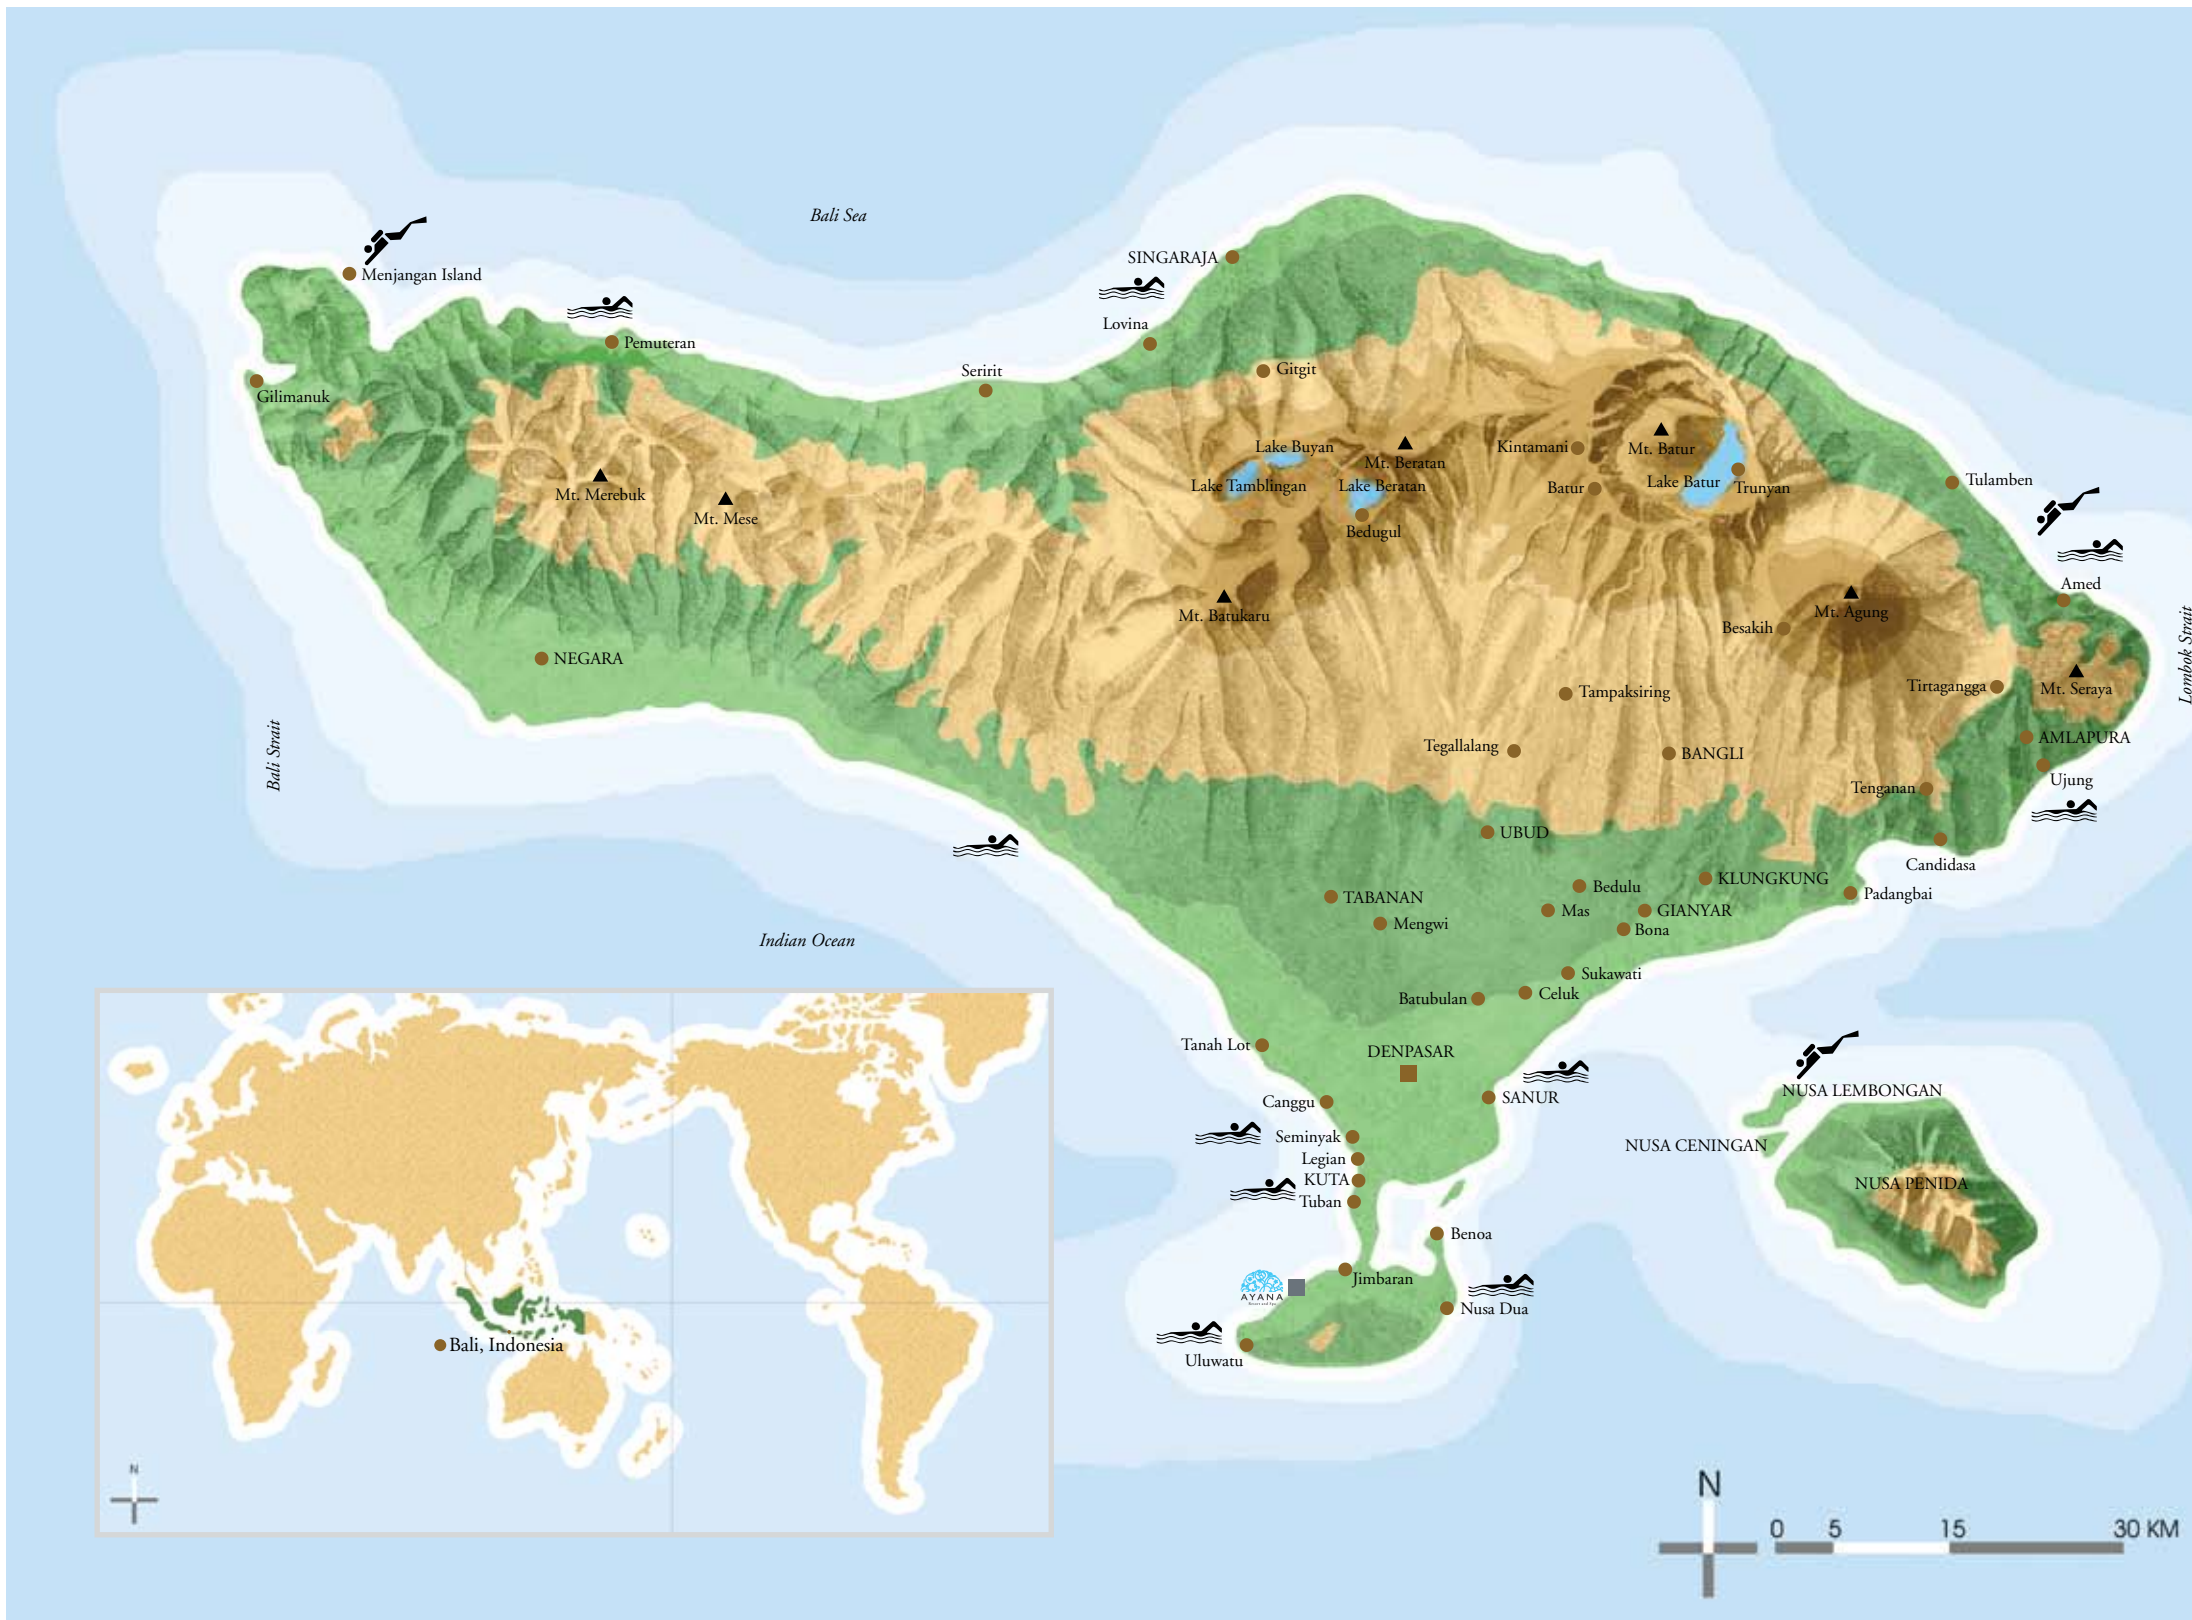 Bali Sea
SINGARAJA
Menjangan Island
Lovina
Pemuteran
Seririt
Gitgit
Gilimanuk
Lake Buyan
Mt. Beratan
Kintamani
Mt. Batur
Lake Tamblingan
Lake Beratan
Batur
Lake Batur
Trunyan
Tulamben
Mt. Merebuk
Mt. Mese
Bedugul
Amed
Mt. Batukaru
Mt. Agung
Besakih
Lombok Strait
NEGARA
Tampaksiring
Tirtagangga
Mt. Seraya
Bali Strait
Tegallalang
BANGLI
AMLAPURA
Ujung
Tenganan
UBUD
Candidasa
TABANAN
Bedulu
KLUNGKUNG
Padangbai
Mengwi
Mas
GIANYAR
Bona
Indian Ocean
Sukawati
Batubulan
Celuk
Tanah Lot
DENPASAR
Canggu
SANUR
NUSA LEMBONGAN
Seminyak
NUSA CENINGAN
Legian
KUTA
NUSA PENIDA
Tuban
Benoa
Jimbaran
AYANA
Resort and Spa
Nusa Dua
Uluwatu
Bali, Indonesia
N
N
0 5 15 30 KM